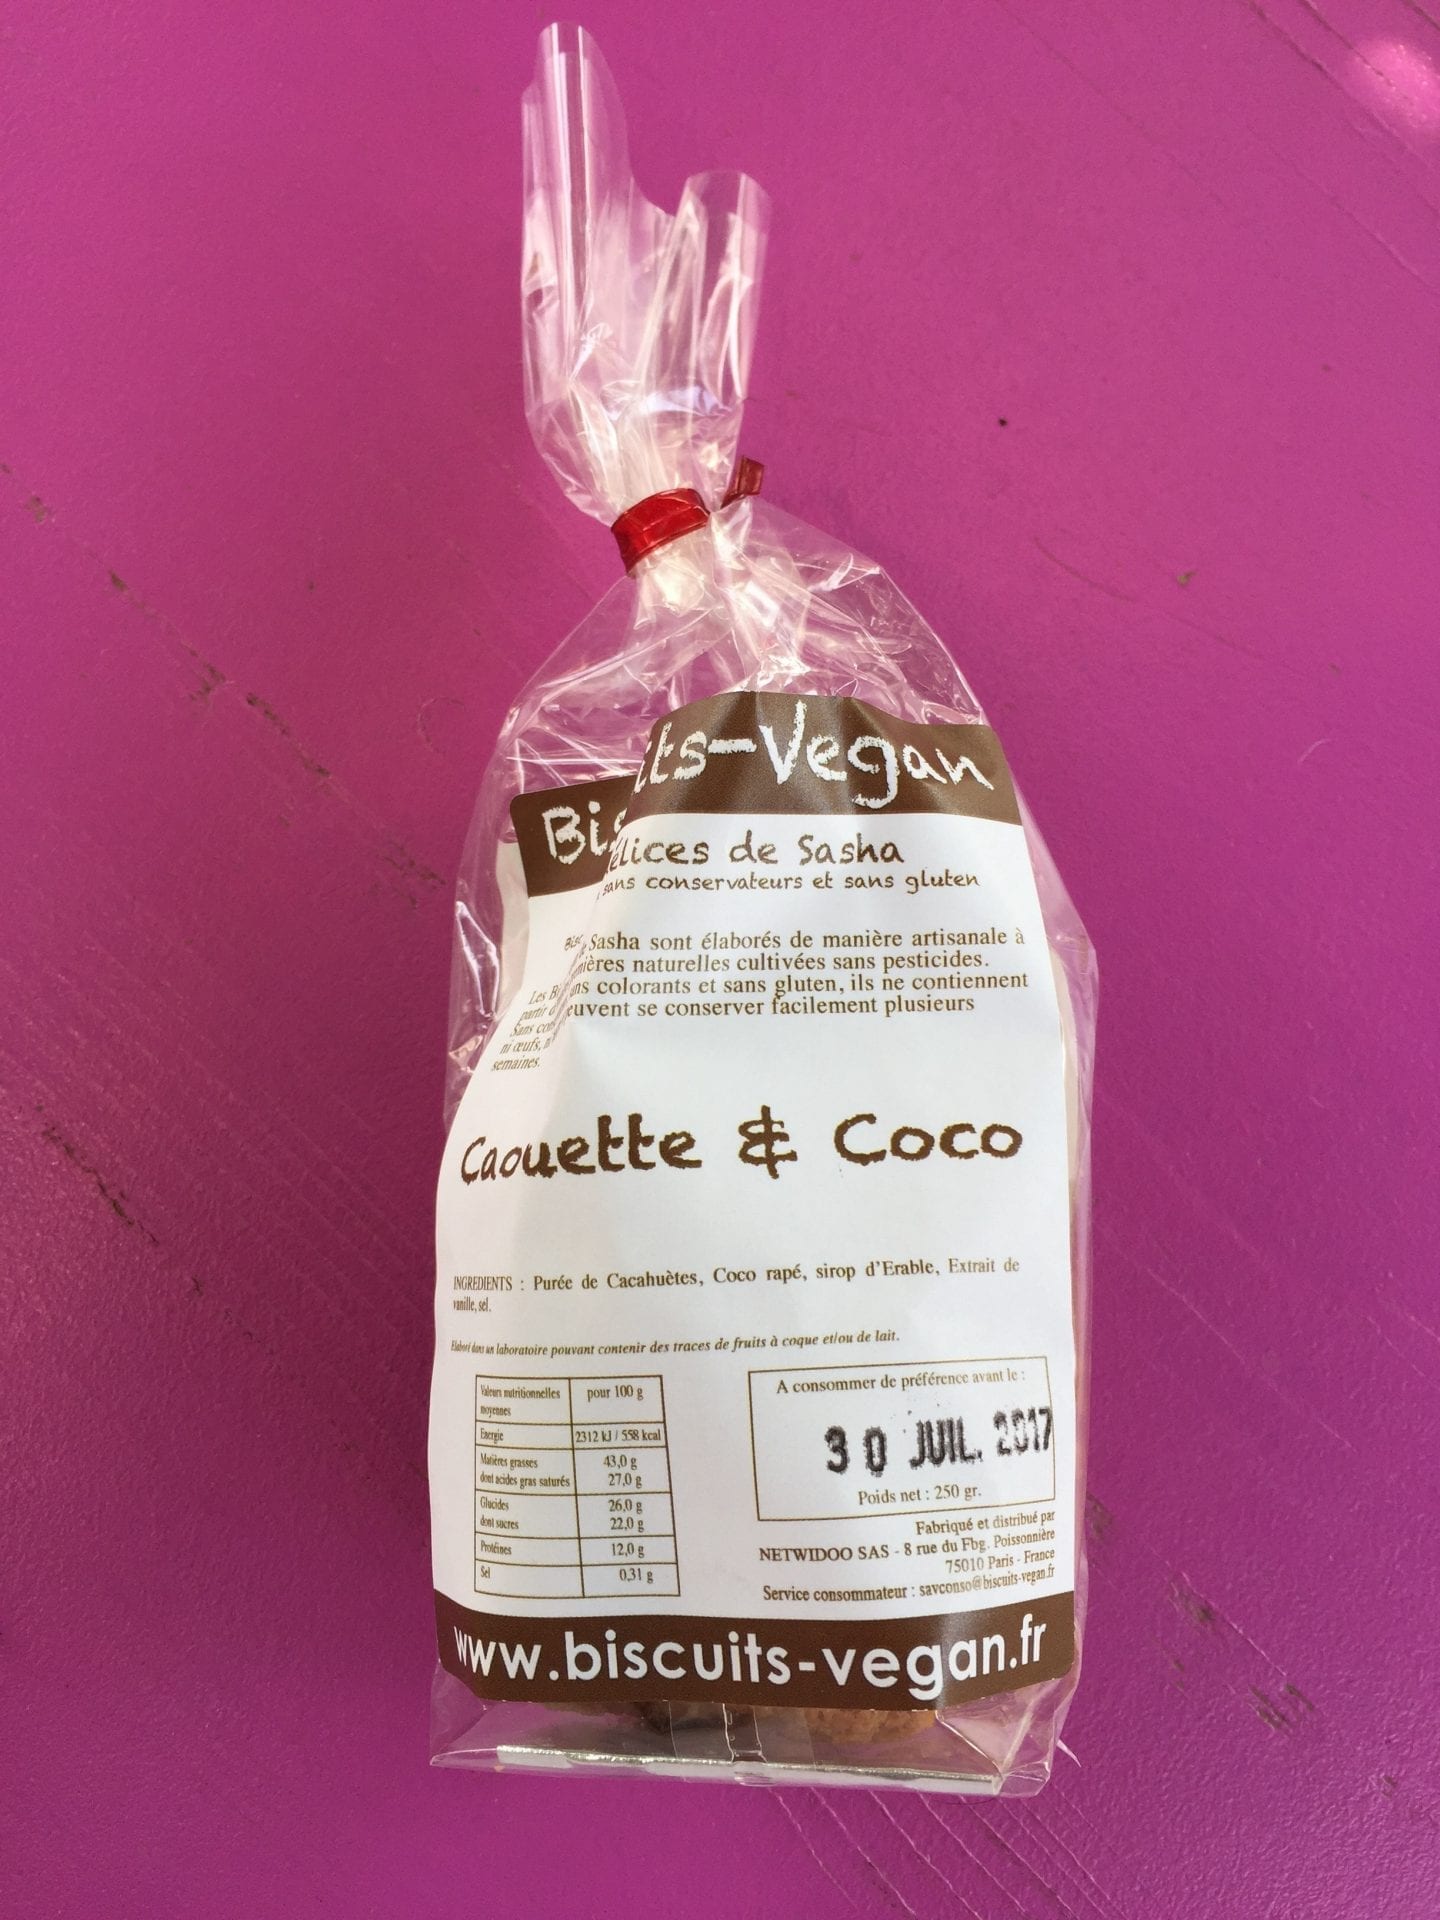 Bis its-Vegan
élices de Sasha
sans conservateurs et sans gluten
Sasha sont élaborés de manière artisanale à
naturelles cultivées sans pesticides.
colorants et sans gluten, ils ne contiennent
se conserver facilement plusieurs
Les
partir
Sans
ni œufs,
semaines.
Caouette & Coco
INGREDIENTS : Purée de Cacahuètes, Coco rapé, sirop d'Erable, Extrait de
vanille, sel.
Elaboré dans un laboratoire pouvant contenir des traces de fruits à coque et/ou de lait.
Valeurs nutritionnelles moyennes pour 100 g
Energie 2312 kJ / 558 kcal
Matières grasses 43,0 g
dont acides gras saturés 27,0 g
Glucides 26,0 g
dont sucres 22,0 g
Protéines 12,0 g
Sel 0,31 g
A consommer de préférence avant le :
30 JUIL. 2017
Poids net : 250 gr.
Fabriqué et distribué par
NETWIDOO SAS - 8 rue du Fbg. Poissonnière
75010 Paris - France
Service consommateur : savconso@biscuits-vegan.fr
www.biscuits-vegan.fr